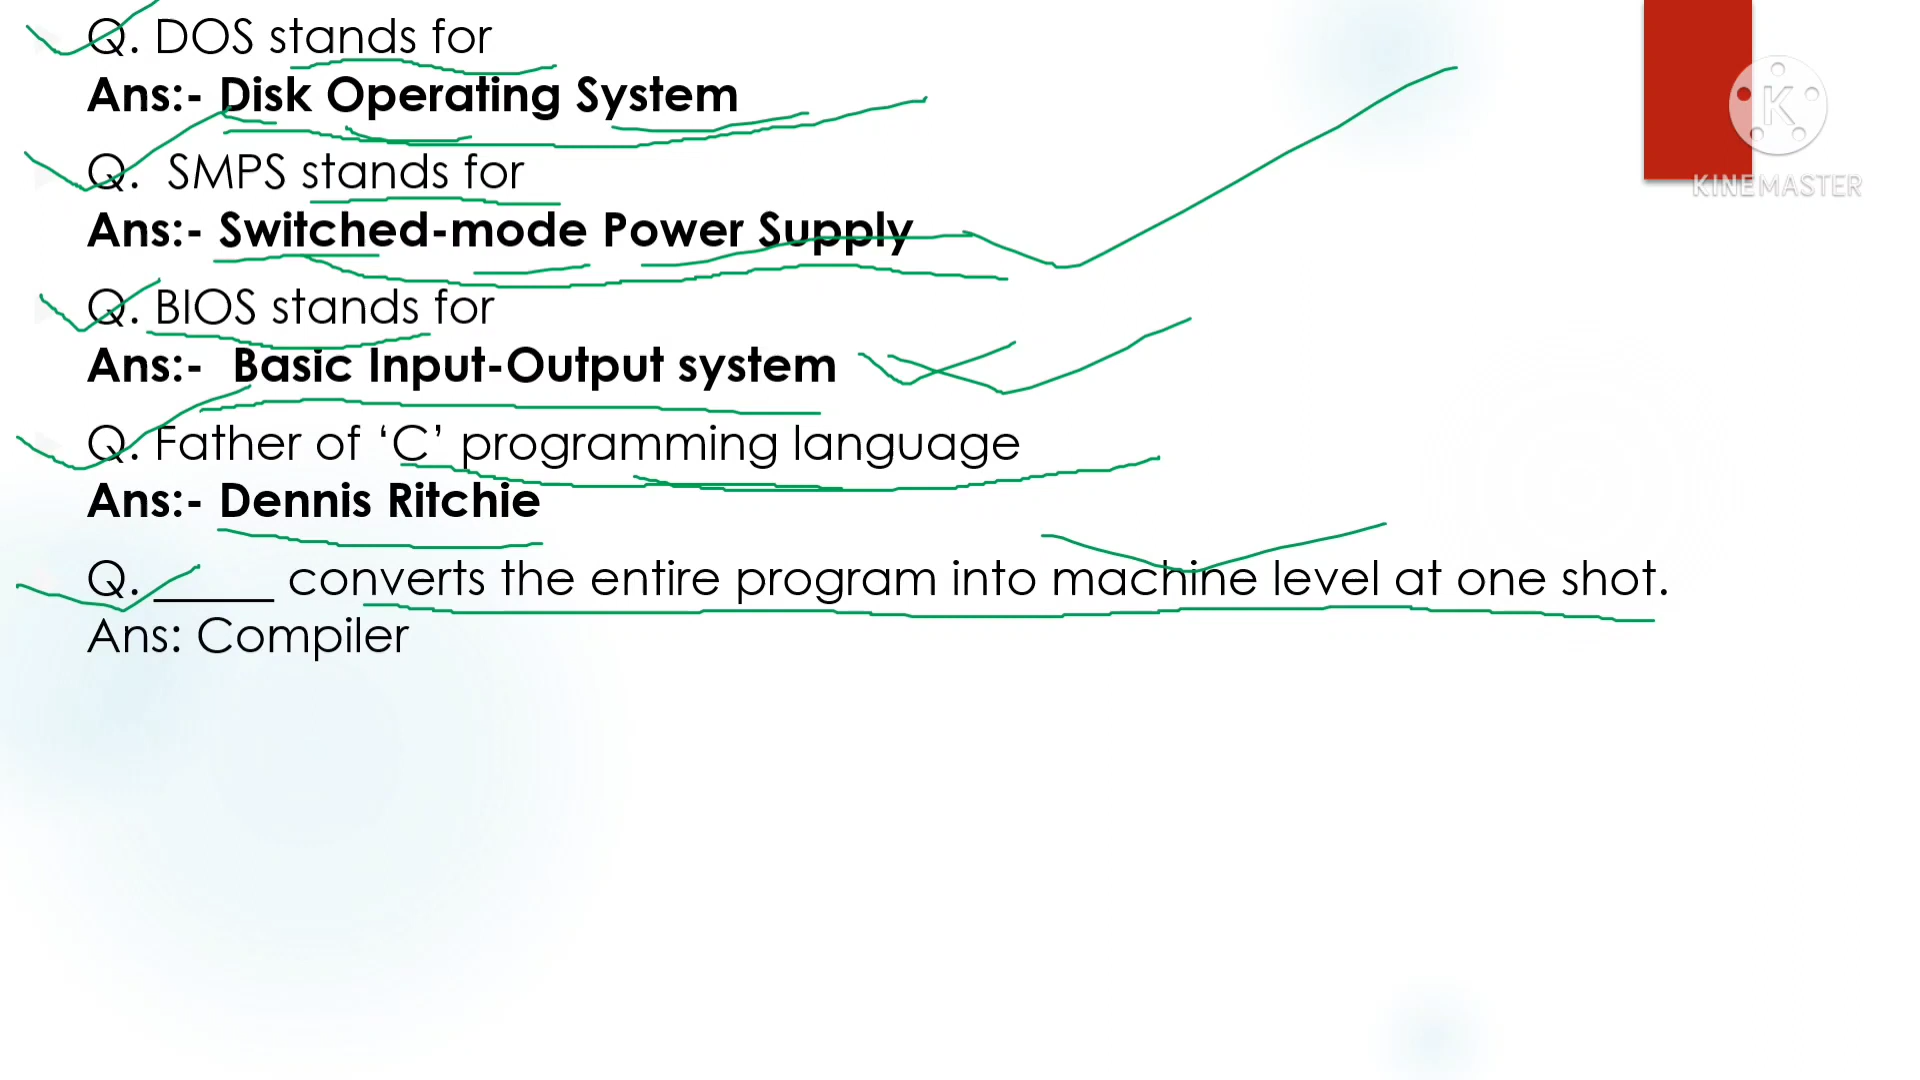 Q. DOS stands for
Ans:- Disk Operating System
Q. SMPS stands for
Ans:- Switched-mode Power Supply
Q. BIOS stands for
Ans:- Basic Input-Output system
Q. Father of ‘C’ programming language
Ans:- Dennis Ritchie
Q. _____ converts the entire program into machine level at one shot.
Ans: Compiler
K
KINEMASTER